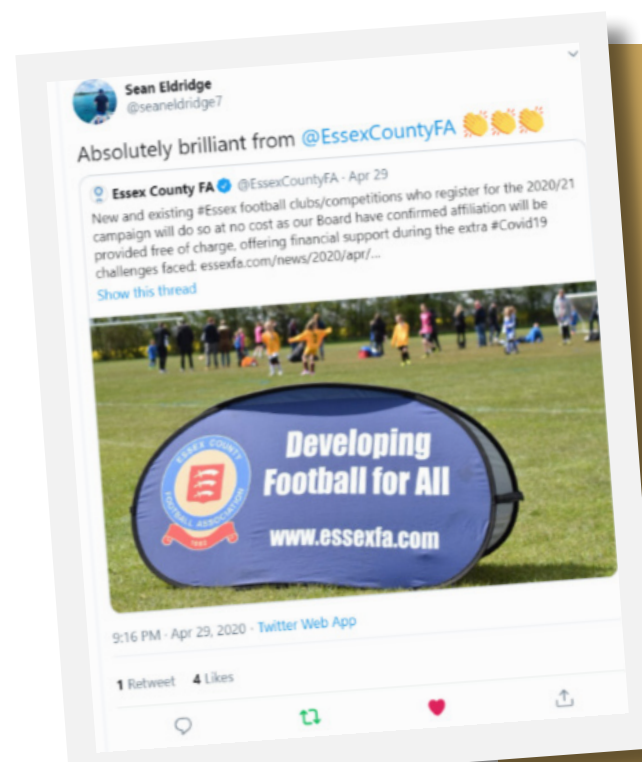 Sean Eldridge
@seaneldridge7
Absolutely brilliant from @EssexCountyFA 👏👏👏
Essex County FA @EssexCountyFA · Apr 29
New and existing #Essex football clubs/competitions who register for the 2020/21
campaign will do so at no cost as our Board have confirmed affiliation will be
provided free of charge, offering financial support during the extra #Covid19
challenges faced: essexfa.com/news/2020/apr/...
Show this thread
ESSEX COUNTY
FOOTBALL ASSOCIATION
Developing
Football for All
www.essexfa.com
9:16 PM · Apr 29, 2020 · Twitter Web App
1 Retweet 4 Likes